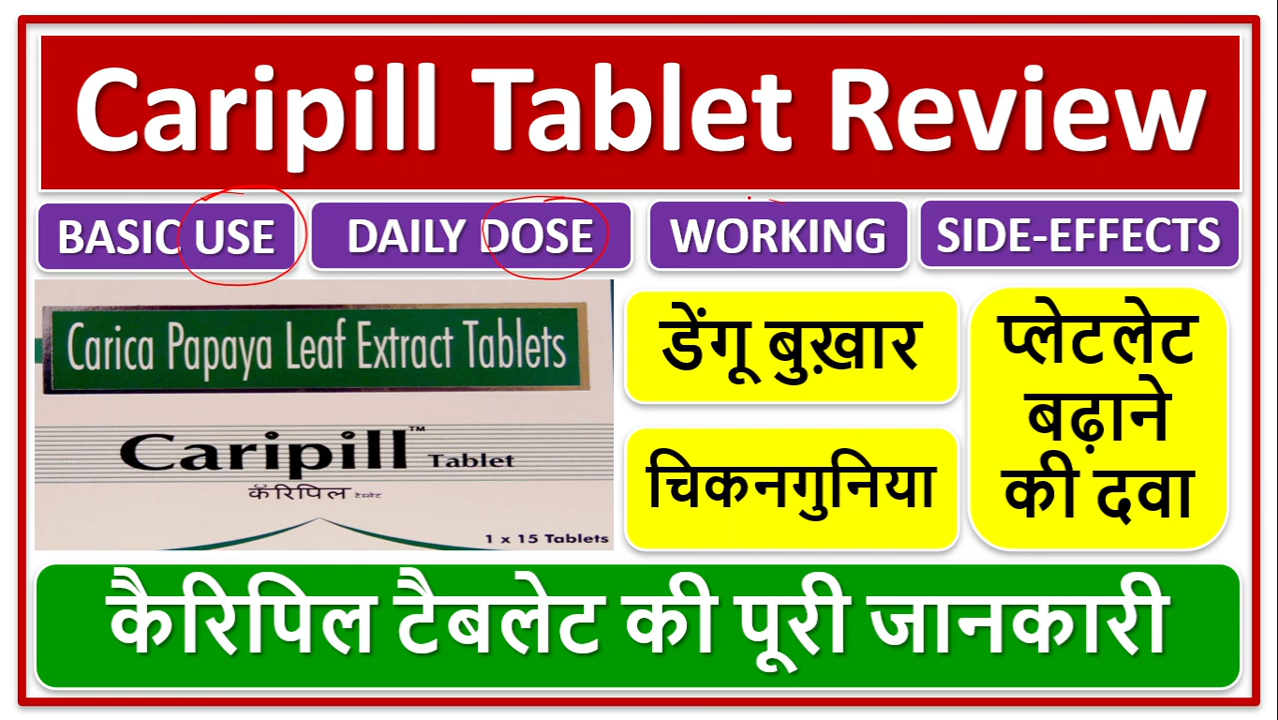 Caripill Tablet Review
BASIC USE
DAILY DOSE
WORKING
SIDE-EFFECTS
Carica Papaya Leaf Extract Tablets
Caripill™ Tablet
कॅरिपिल टेब्लेट
1 x 15 Tablets
डेंगू बुख़ार
चिकनगुनिया
प्लेटलेट
बढ़ाने
की दवा
कैरिपिल टैबलेट की पूरी जानकारी